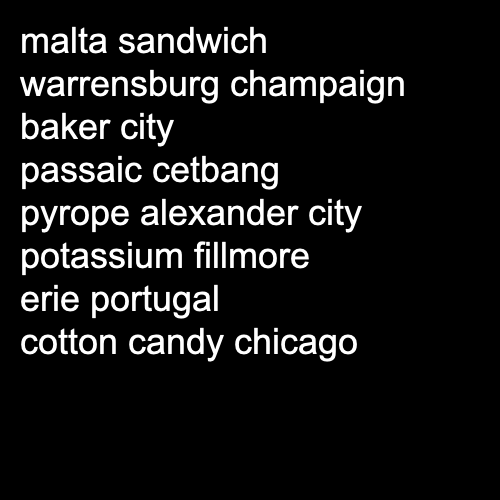 malta sandwich
warrensburg champaign
baker city
passaic cetbang
pyrope alexander city
potassium fillmore
erie portugal
cotton candy chicago